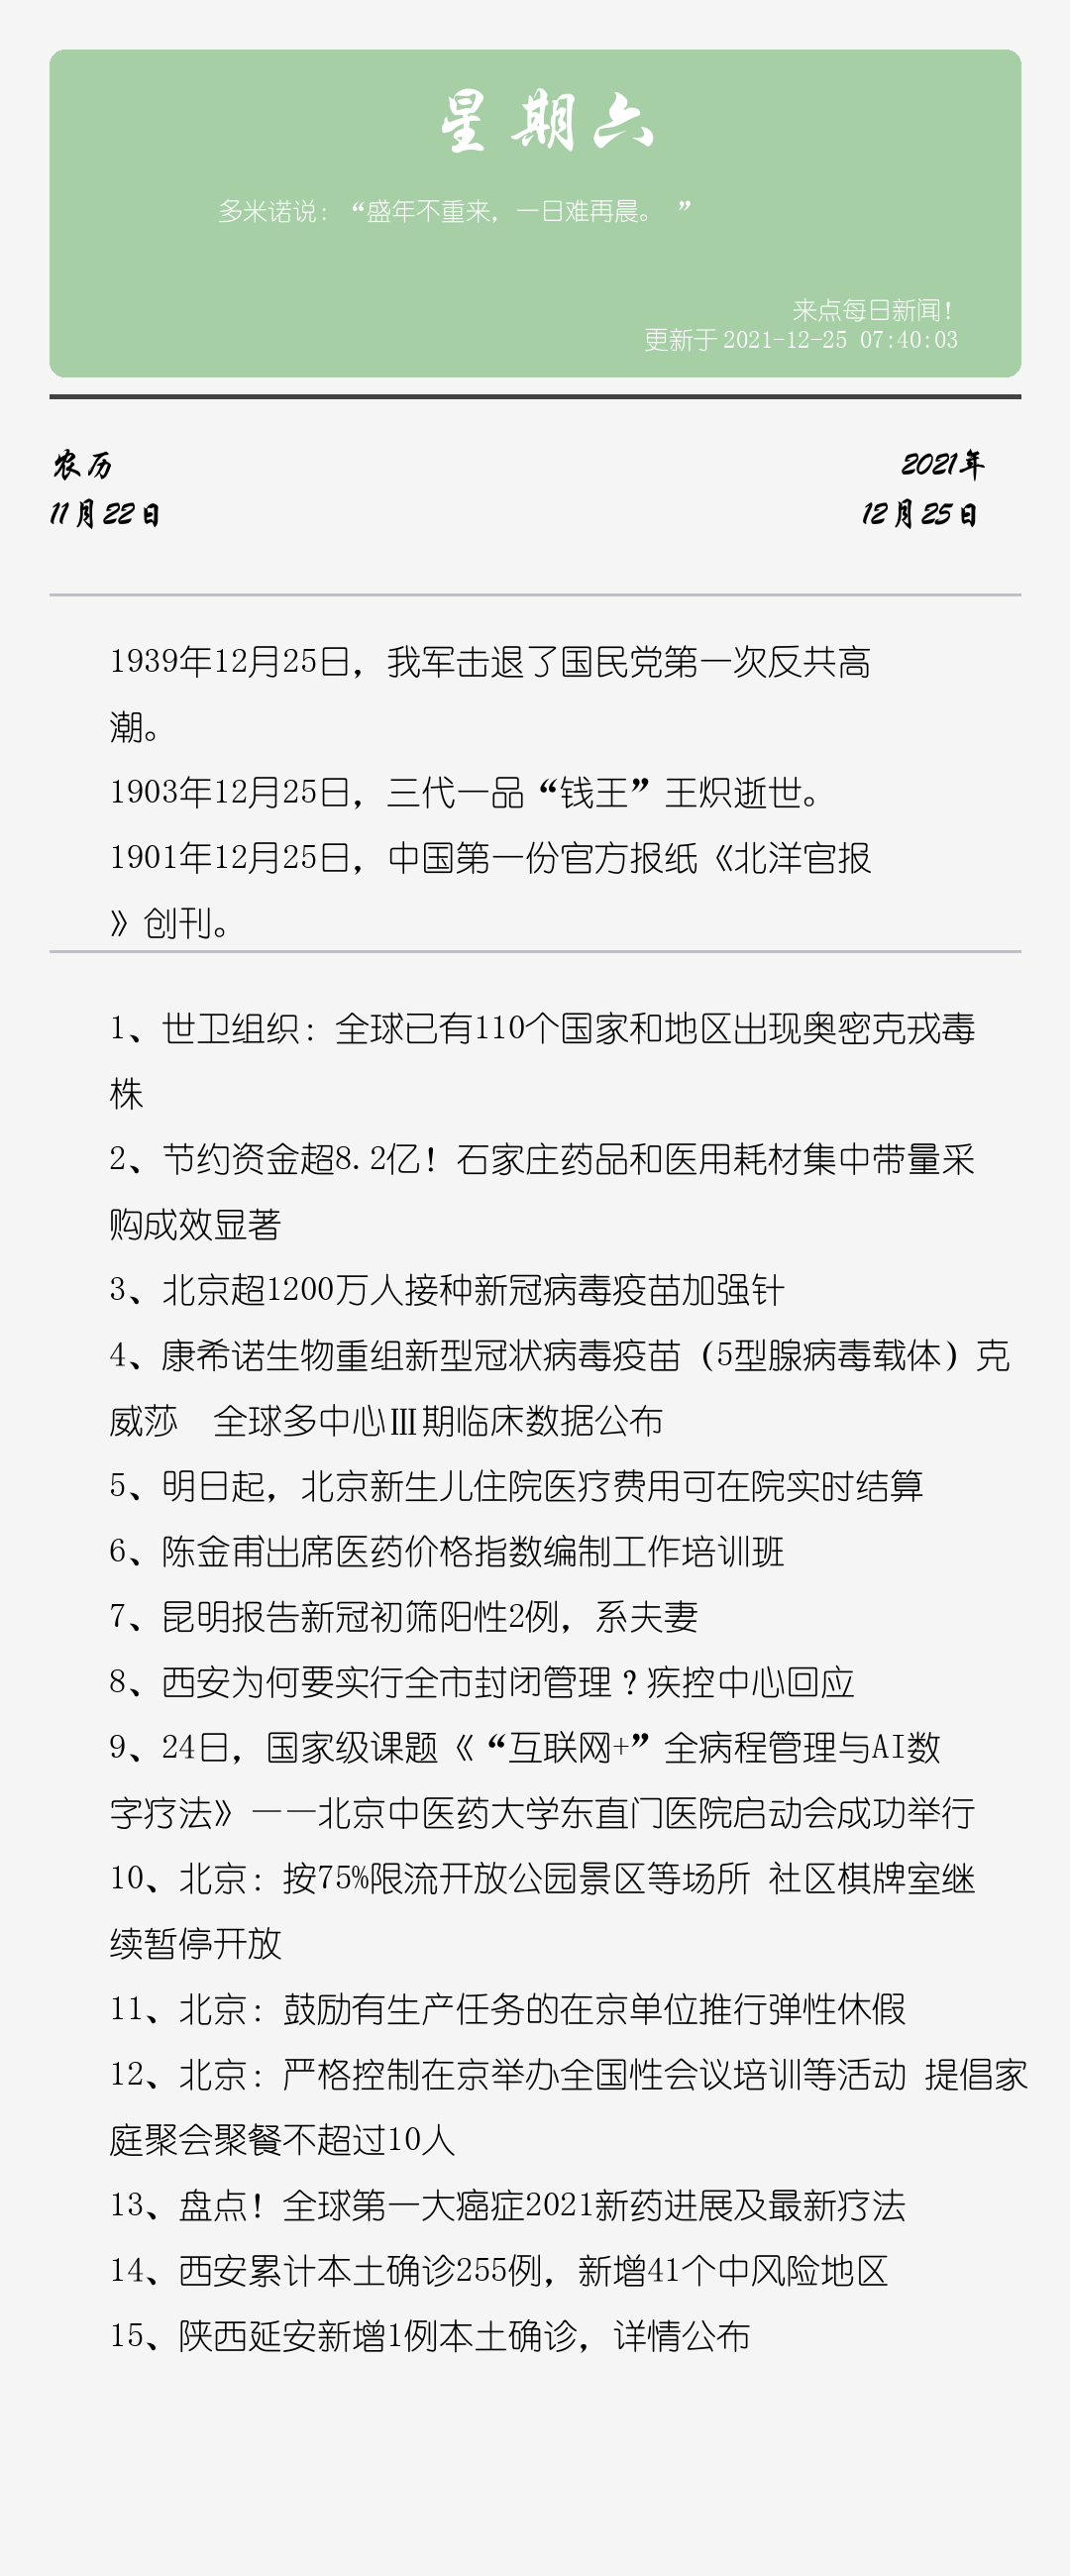 星期六
多米诺说：“盛年不重来，一日难再晨。 ”
来点每日新闻！
更新于2021-12-25 07:40:03
农历
2021年
11月22日
12月25日
1939年12月25日，我军击退了国民党第一次反共高
潮。
1903年12月25日，三代一品“钱王”王炽逝世。
1901年12月25日，中国第一份官方报纸《北洋官报
》创刊。
1、世卫组织：全球已有110个国家和地区出现奥密克戎毒
株
2、节约资金超8.2亿！石家庄药品和医用耗材集中带量采
购成效显著
3、北京超1200万人接种新冠病毒疫苗加强针
4、康希诺生物重组新型冠状病毒疫苗（5型腺病毒载体）克
威莎　全球多中心Ⅲ期临床数据公布
5、明日起，北京新生儿住院医疗费用可在院实时结算
6、陈金甫出席医药价格指数编制工作培训班
7、昆明报告新冠初筛阳性2例，系夫妻
8、西安为何要实行全市封闭管理？疾控中心回应
9、24日，国家级课题《“互联网+”全病程管理与AI数
字疗法》——北京中医药大学东直门医院启动会成功举行
10、北京：按75%限流开放公园景区等场所 社区棋牌室继
续暂停开放
11、北京：鼓励有生产任务的在京单位推行弹性休假
12、北京：严格控制在京举办全国性会议培训等活动 提倡家
庭聚会聚餐不超过10人
13、盘点！全球第一大癌症2021新药进展及最新疗法
14、西安累计本土确诊255例，新增41个中风险地区
15、陕西延安新增1例本土确诊，详情公布